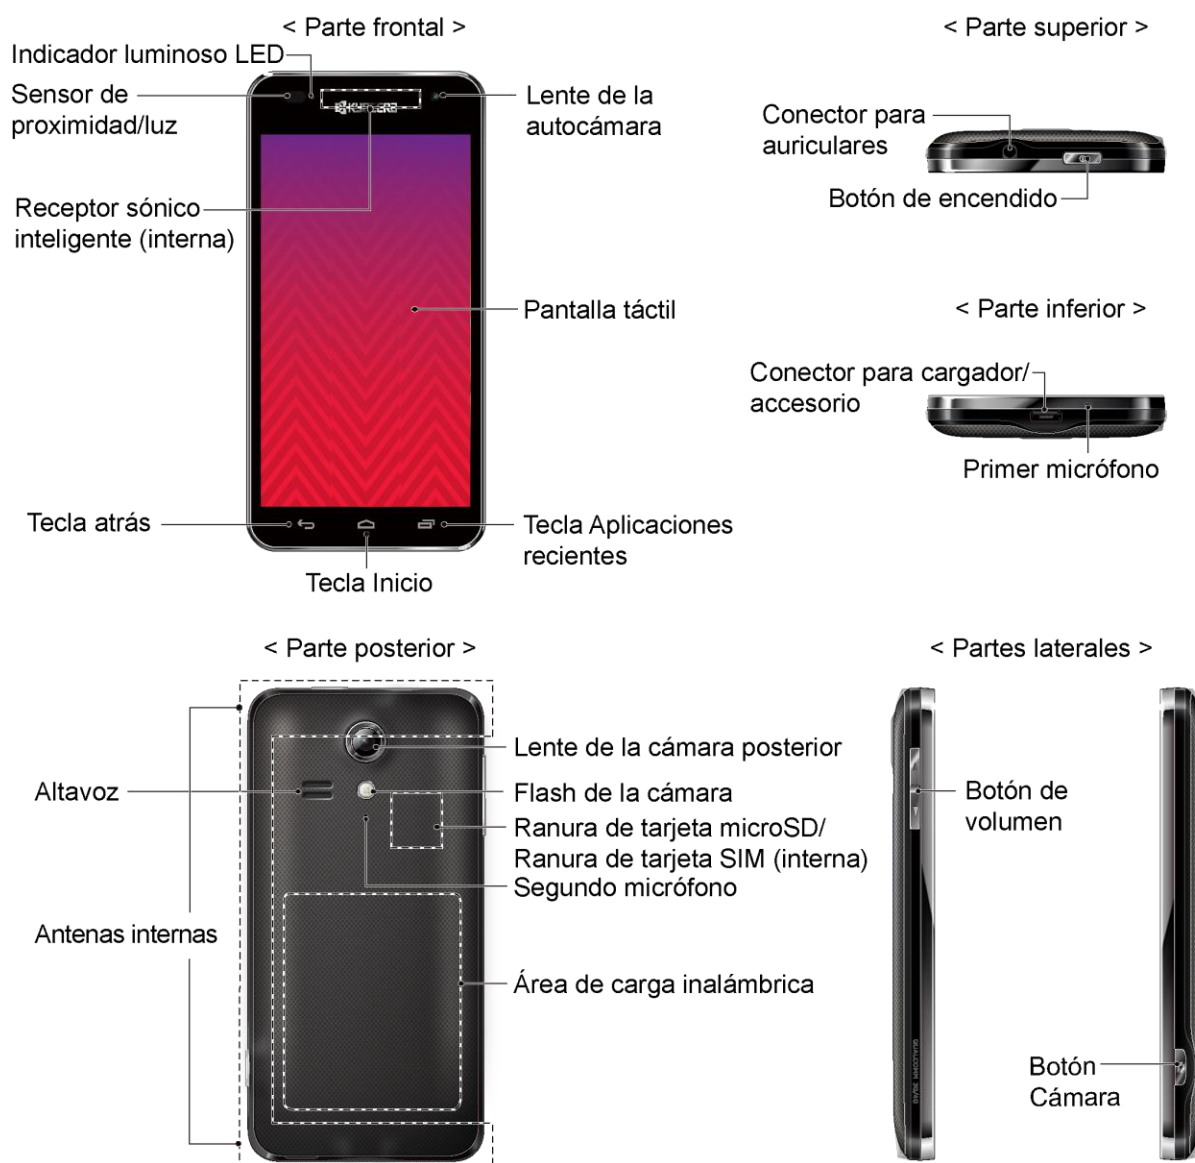 < Parte frontal >
Indicador luminoso LED
Sensor de
proximidad/luz
Receptor sónico
inteligente (interna)
Lente de la
autocámara
Pantalla táctil
Tecla atrás
Tecla Inicio
Tecla Aplicaciones
recientes
< Parte superior >
Conector para
auriculares
Botón de encendido
< Parte inferior >
Conector para cargador/
accesorio
Primer micrófono
< Parte posterior >
Altavoz
Antenas internas
Lente de la cámara posterior
Flash de la cámara
Ranura de tarjeta microSD/
Ranura de tarjeta SIM (interna)
Segundo micrófono
Área de carga inalámbrica
< Partes laterales >
Botón de
volumen
QUALCOMM 3G/4G
Botón
Cámara